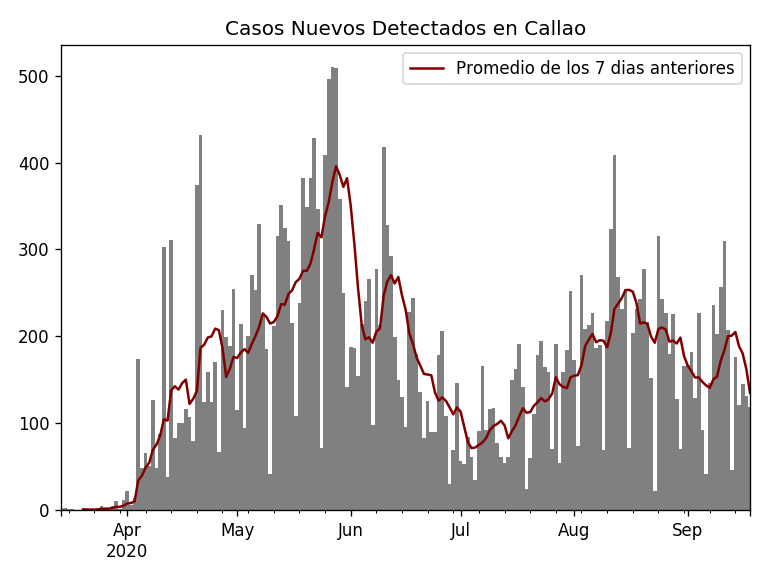 Casos Nuevos Detectados en Callao
Promedio de los 7 dias anteriores
500
400
300
200
100
0
Apr
2020
May
Jun
Jul
Aug
Sep